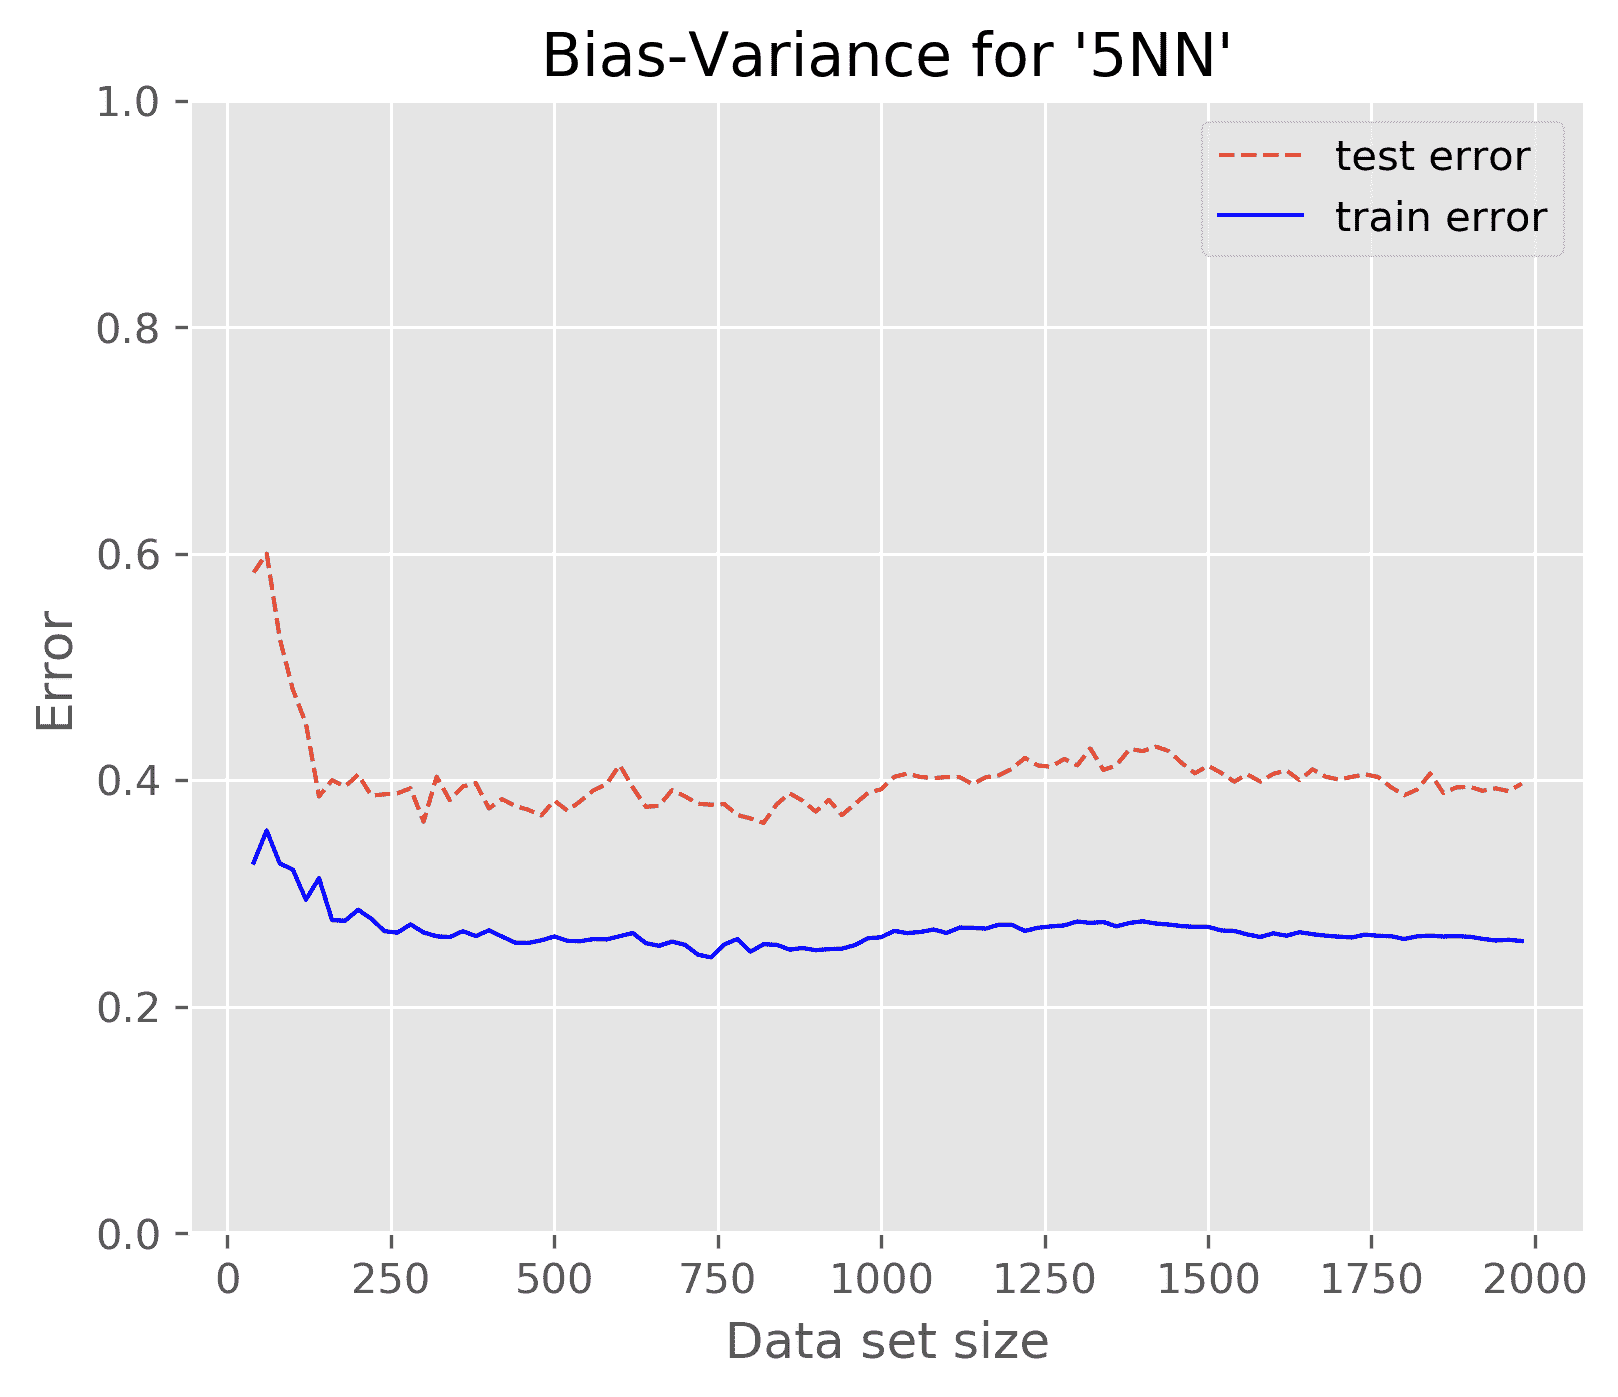 Bias-Variance for '5NN'
1.0
0.8
0.6
0.4
0.2
0.0
Error
test error
train error
0 250 500 750 1000 1250 1500 1750 2000
Data set size